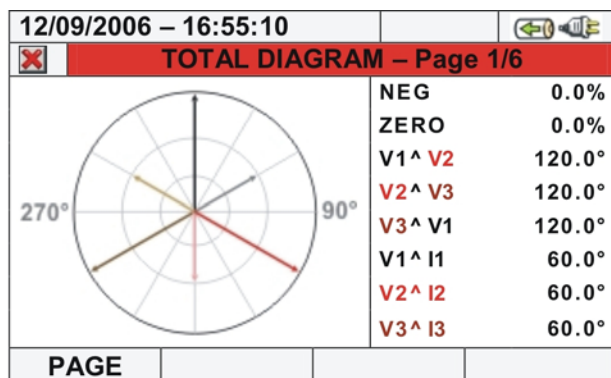 12/09/2006 – 16:55:10
TOTAL DIAGRAM – Page 1/6
270°
90°
NEG 0.0%
ZERO 0.0%
V1^ V2 120.0°
V2^ V3 120.0°
V3^ V1 120.0°
V1^ I1 60.0°
V2^ I2 60.0°
V3^ I3 60.0°
PAGE